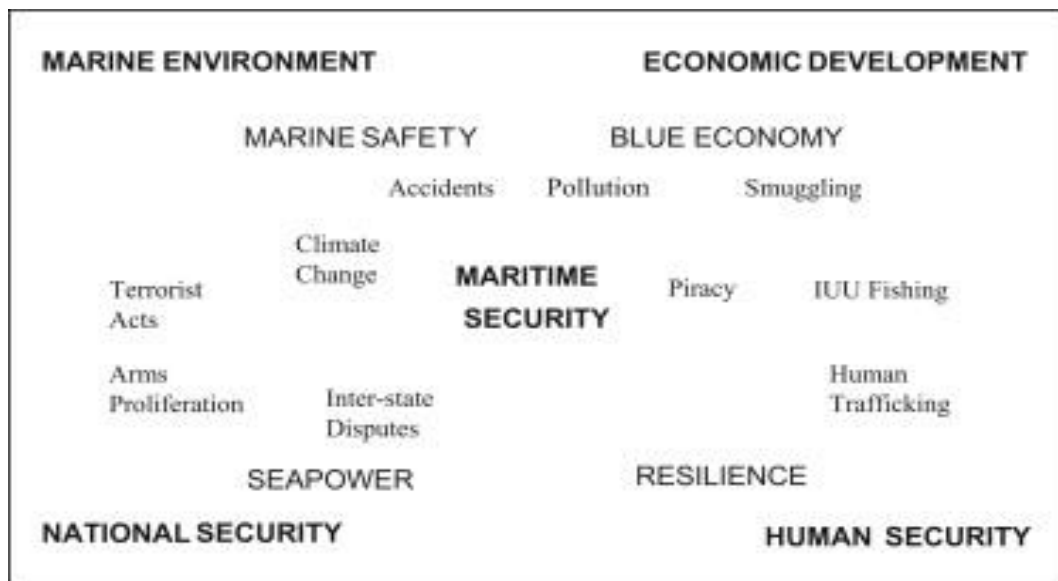 MARINE ENVIRONMENT
ECONOMIC DEVELOPMENT
MARINE SAFETY
BLUE ECONOMY
Accidents
Pollution
Smuggling
Climate
Change
MARITIME
SECURITY
Terrorist
Acts
Piracy
IUU Fishing
Arms
Proliferation
Inter-state
Disputes
Human
Trafficking
SEAPOWER
RESILIENCE
NATIONAL SECURITY
HUMAN SECURITY